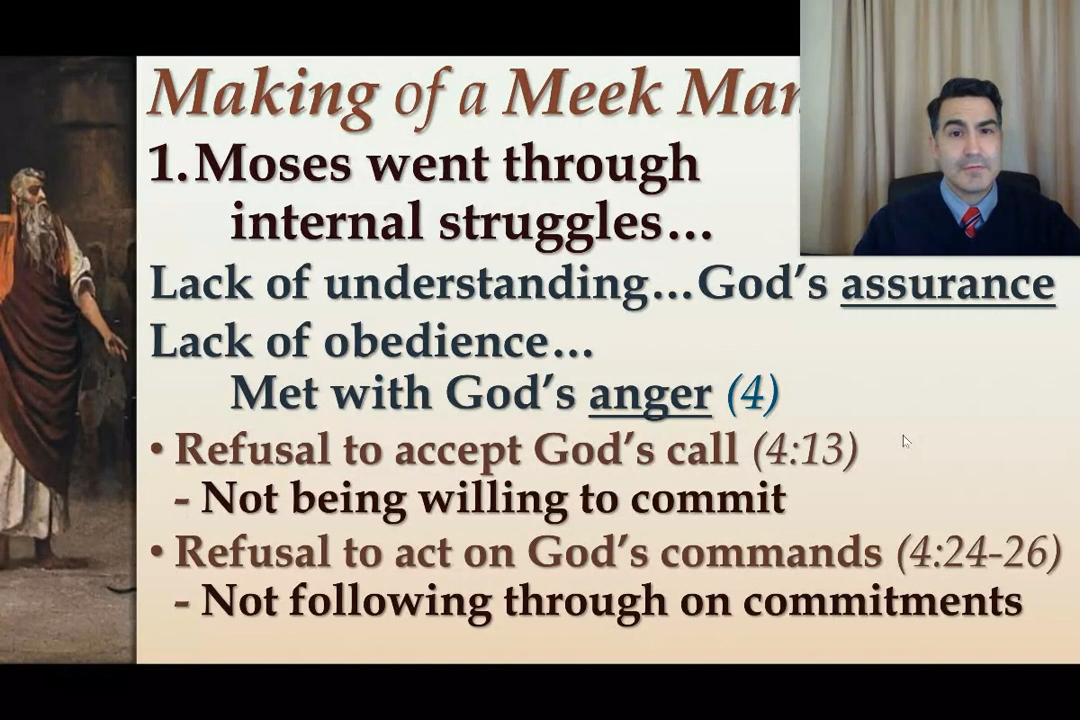 Making of a Meek Man
1. Moses went through
internal struggles…
Lack of understanding…God’s assurance
Lack of obedience…
Met with God’s anger (4)
• Refusal to accept God’s call (4:13)
- Not being willing to commit
• Refusal to act on God’s commands (4:24-26)
- Not following through on commitments